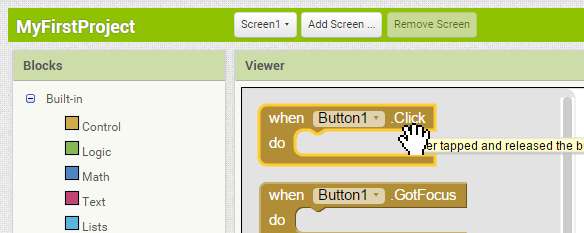 MyFirstProject
Screen1 Add Screen ... Remove Screen
Blocks
Built-in
Control
Logic
Math
Text
Lists
Viewer
when Button1 .Click
do
tapped and released the
when Button1 .GotFocus
do